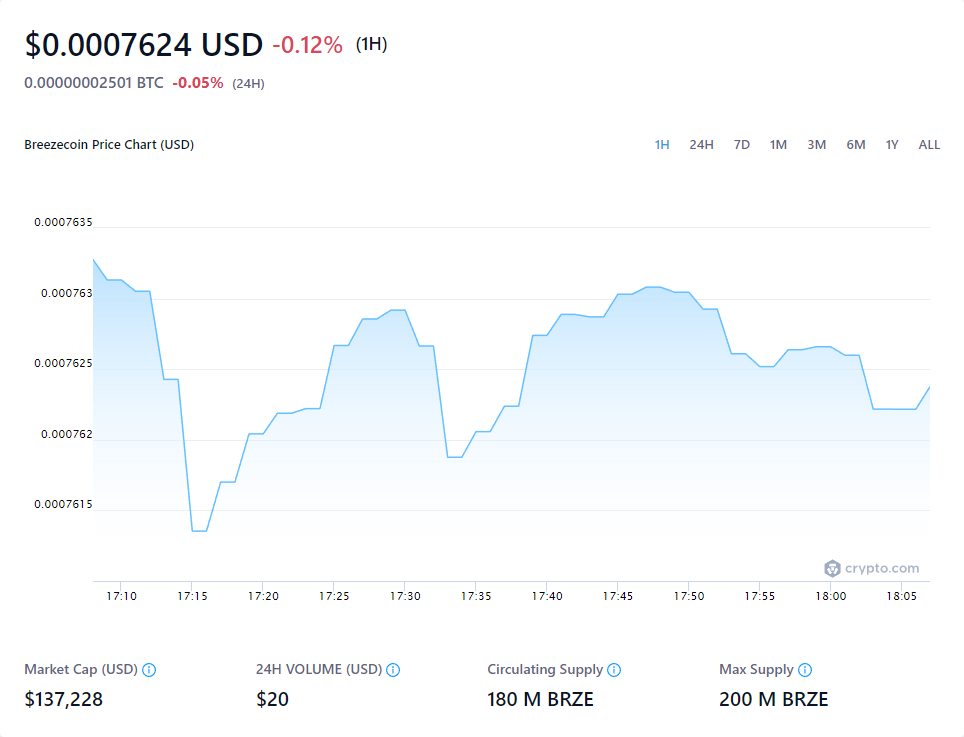 $0.0007624 USD -0.12% (1H)
0.00000002501 BTC -0.05% (24H)
Breezecoin Price Chart (USD) 1H 24H 7D 1M 3M 6M 1Y ALL
0.0007635
0.000763
0.0007625
0.000762
0.0007615
crypto.com
17:10 17:15 17:20 17:25 17:30 17:35 17:40 17:45 17:50 17:55 18:00 18:05
Market Cap (USD) 24H VOLUME (USD) Circulating Supply Max Supply
$137,228 $20 180 M BRZE 200 M BRZE